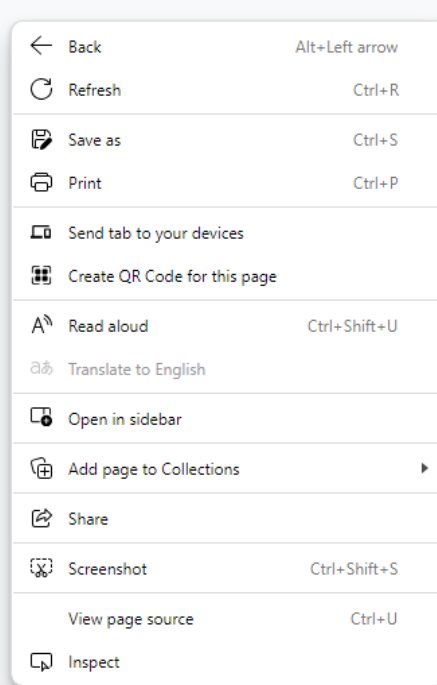 Back Alt+Left arrow
Refresh Ctrl+R
Save as Ctrl+S
Print Ctrl+P
Send tab to your devices
Create QR Code for this page
Read aloud Ctrl+Shift+U
aあ Translate to English
Open in sidebar
Add page to Collections
Share
Screenshot Ctrl+Shift+S
View page source Ctrl+U
Inspect